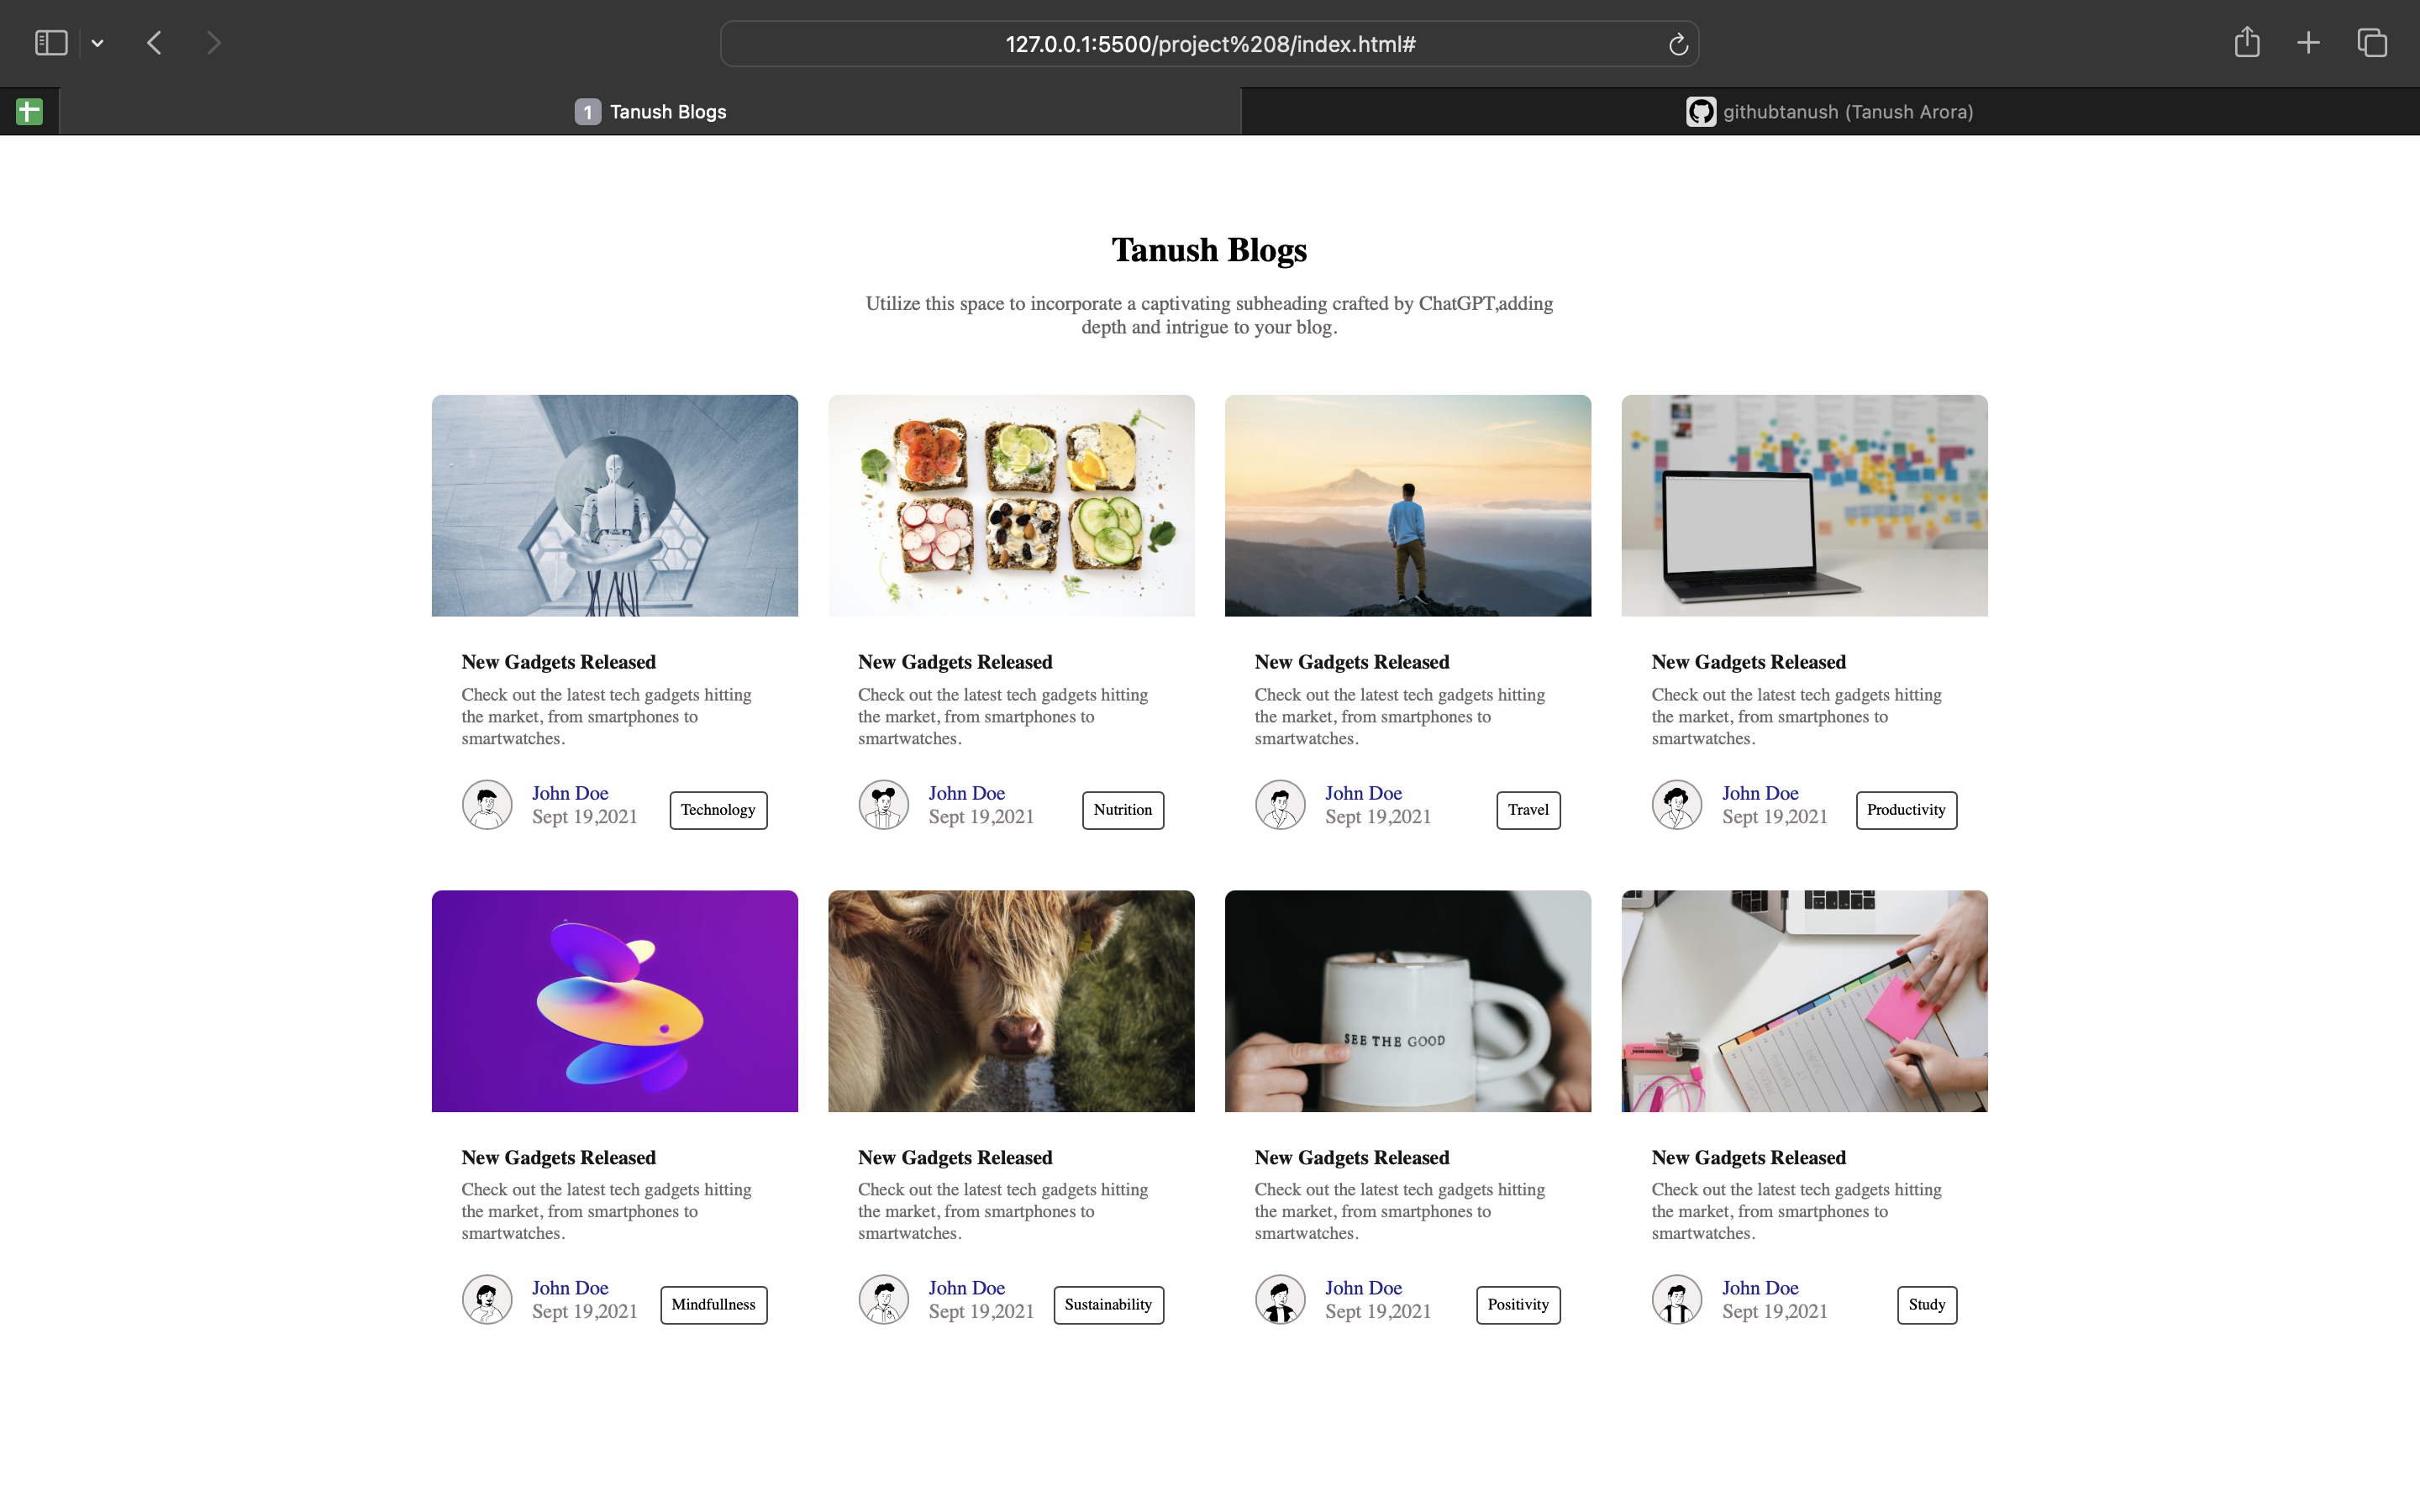 127.0.0.1:5500/project%208/index.html#
1 Tanush Blogs
githubtanush (Tanush Arora)
Tanush Blogs
Utilize this space to incorporate a captivating subheading crafted by ChatGPT,adding
depth and intrigue to your blog.
New Gadgets Released
Check out the latest tech gadgets hitting
the market, from smartphones to
smartwatches.
John Doe
Sept 19,2021
Technology
New Gadgets Released
Check out the latest tech gadgets hitting
the market, from smartphones to
smartwatches.
John Doe
Sept 19,2021
Nutrition
New Gadgets Released
Check out the latest tech gadgets hitting
the market, from smartphones to
smartwatches.
John Doe
Sept 19,2021
Travel
New Gadgets Released
Check out the latest tech gadgets hitting
the market, from smartphones to
smartwatches.
John Doe
Sept 19,2021
Productivity
New Gadgets Released
Check out the latest tech gadgets hitting
the market, from smartphones to
smartwatches.
John Doe
Sept 19,2021
Mindfullness
New Gadgets Released
Check out the latest tech gadgets hitting
the market, from smartphones to
smartwatches.
John Doe
Sept 19,2021
Sustainability
SEE THE GOOD
New Gadgets Released
Check out the latest tech gadgets hitting
the market, from smartphones to
smartwatches.
John Doe
Sept 19,2021
Positivity
New Gadgets Released
Check out the latest tech gadgets hitting
the market, from smartphones to
smartwatches.
John Doe
Sept 19,2021
Study